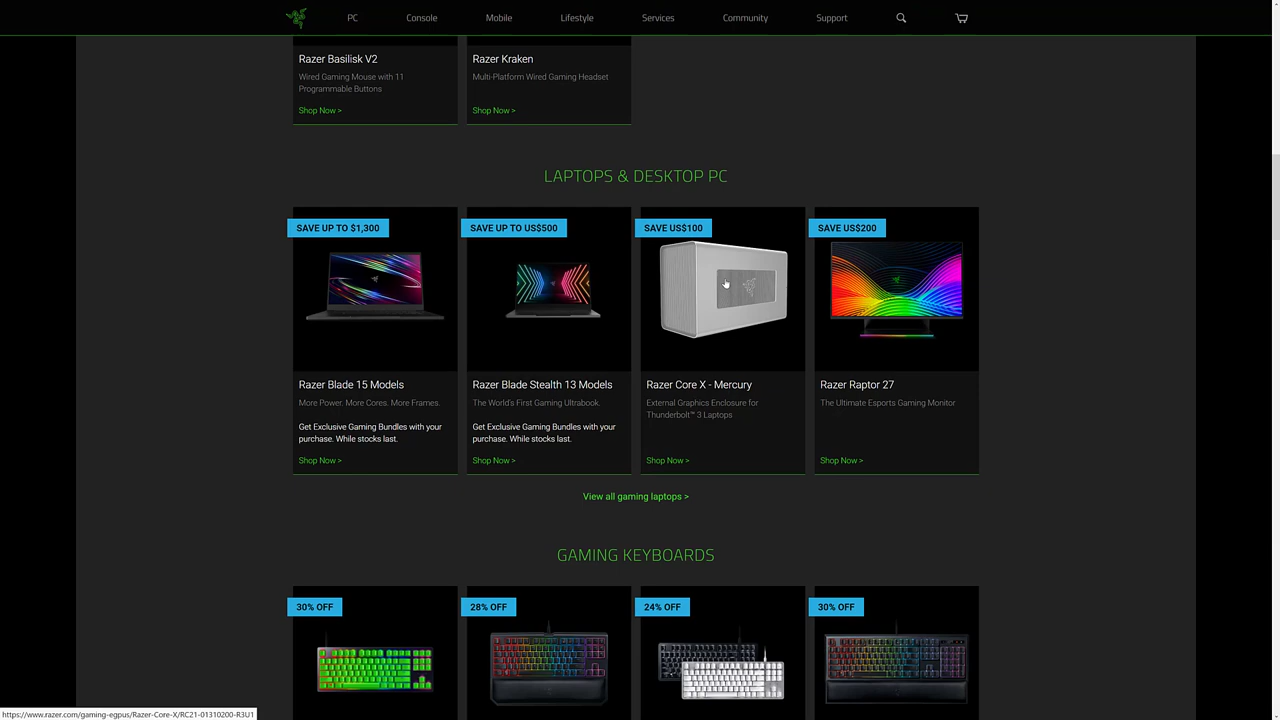 PC Console Mobile Lifestyle Services Community Support
Razer Basilisk V2
Wired Gaming Mouse with 11
Programmable Buttons
Shop Now >
Razer Kraken
Multi-Platform Wired Gaming Headset
Shop Now >
LAPTOPS & DESKTOP PC
SAVE UP TO $1,300
Razer Blade 15 Models
More Power. More Cores. More Frames.
Get Exclusive Gaming Bundles with your
purchase. While stocks last.
Shop Now >
SAVE UP TO US$500
Razer Blade Stealth 13 Models
The World's First Gaming Ultrabook.
Get Exclusive Gaming Bundles with your
purchase. While stocks last.
Shop Now >
SAVE US$100
Razer Core X - Mercury
External Graphics Enclosure for
Thunderbolt™ 3 Laptops
Shop Now >
SAVE US$200
Razer Raptor 27
The Ultimate Esports Gaming Monitor
Shop Now >
View all gaming laptops >
GAMING KEYBOARDS
30% OFF
28% OFF
24% OFF
30% OFF
https://www.razer.com/gaming-egpus/Razer-Core-X/RC21-01310200-R3U1